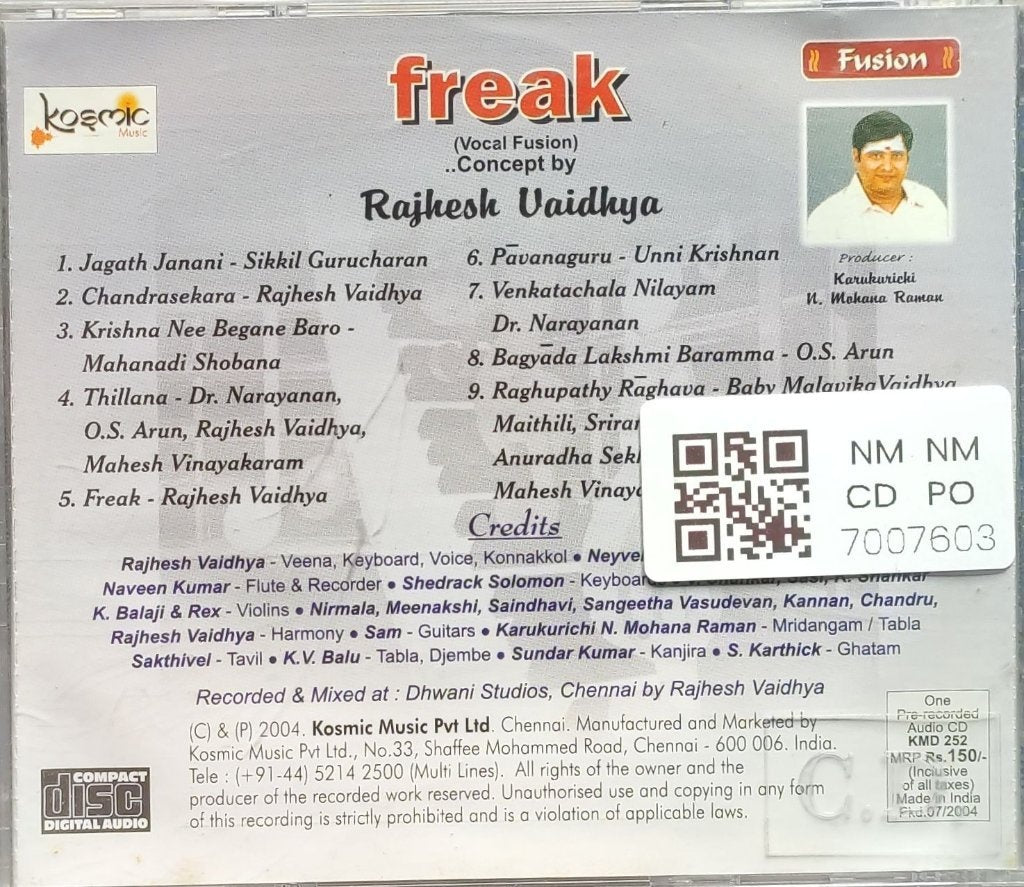 Kosmic
Music
freak
(Vocal Fusion)
..Concept by
Rajhesh Vaidhya
Fusion
Producer :
Karukurichi
N. Mohana Raman
1. Jagath Janani - Sikkil Gurucharan
2. Chandrasekara - Rajhesh Vaidhya
3. Krishna Nee Begane Baro -
Mahanadi Shobana
4. Thillana - Dr. Narayanan,
O.S. Arun, Rajhesh Vaidhya,
Mahesh Vinayakaram
5. Freak - Rajhesh Vaidhya
6. Pāvanaguru - Unni Krishnan
7. Venkatachala Nilayam
Dr. Narayanan
8. Bagyāda Lakshmi Baramma - O.S. Arun
9. Raghupathy Rāghava - Baby Malavika Vaidhya
Maithili,
Anuradha
Mahesh
NM NM
CD PO
7007603
Credits
Rajhesh Vaidhya - Veena, Keyboard, Voice, Konnakkol •
Naveen Kumar - Flute & Recorder • Shedrack Solomon -
K. Balaji & Rex - Violins • Nirmala, Meenakshi, Saindhavi, Sangeetha Vasudevan, Kannan, Chandru,
Rajhesh Vaidhya - Harmony • Sam - Guitars • Karukurichi N. Mohana Raman - Mridangam / Tabla
Sakthivel - Tavil • K.V. Balu - Tabla, Djembe • Sundar Kumar - Kanjira • S. Karthick - Ghatam
Recorded & Mixed at : Dhwani Studios, Chennai by Rajhesh Vaidhya
(C) & (P) 2004. Kosmic Music Pvt Ltd. Chennai. Manufactured and Marketed by
Kosmic Music Pvt Ltd., No.33, Shaffee Mohammed Road, Chennai - 600 006. India.
Tele : (+91-44) 5214 2500 (Multi Lines). All rights of the owner and the
producer of the recorded work reserved. Unauthorised use and copying in any form
of this recording is strictly prohibited and is a violation of applicable laws.
COMPACT
disc
DIGITAL AUDIO
One
Pre-recorded
Audio CD
KMD 252
MRP Rs.150/-
(Inclusive
of all taxes)
Made in India
Pkd.07/2004